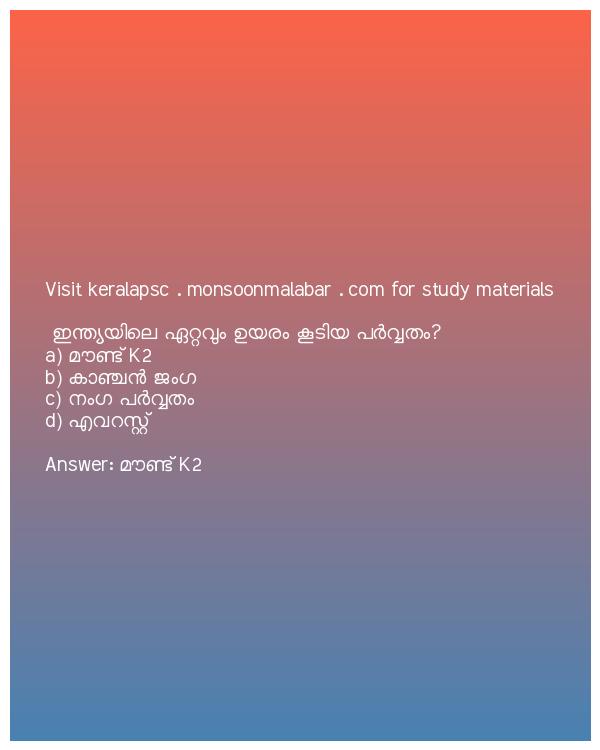 Visit keralapsc . monsoonmalabar . com for study materials
ഇന്ത്യയിലെ ഏറ്റവും ഉയരം കൂടിയ പർവ്വതം?
a) മൗണ്ട് K2
b) കാഞ്ചൻ ജംഗ
c) നംഗ പർവ്വതം
d) എവറസ്റ്റ്
Answer: മൗണ്ട് K2